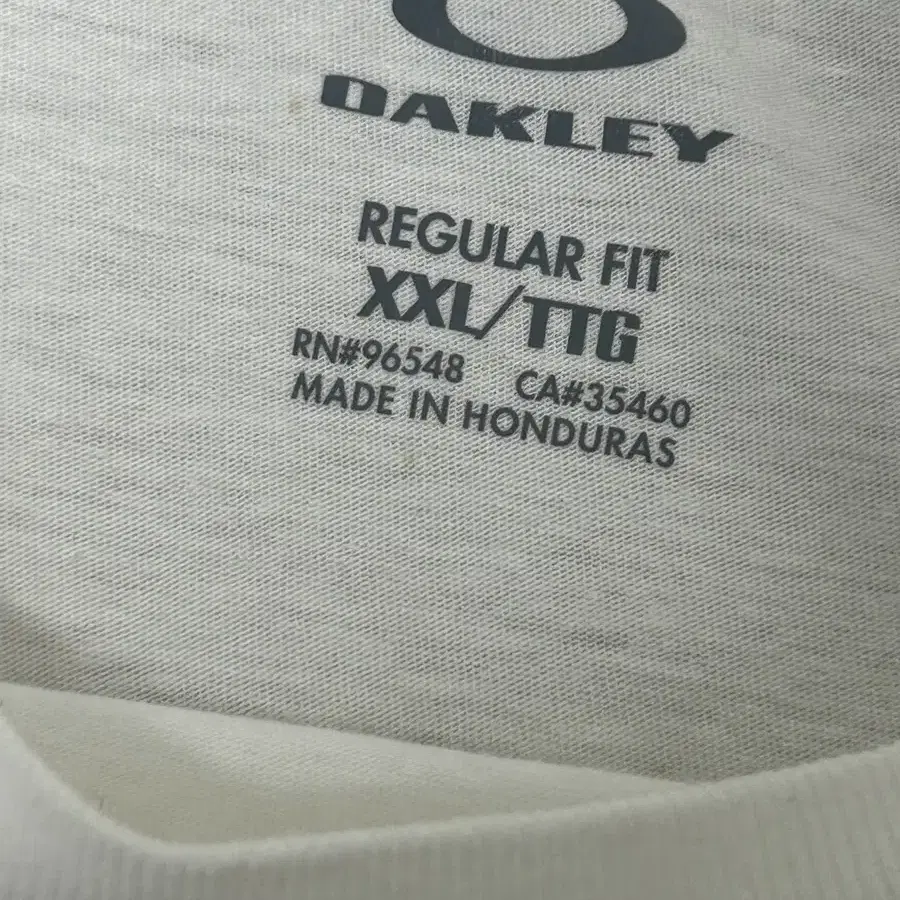 OAKLEY
REGULAR FIT
XXL/TTG
RN#96548 CA#35460
MADE IN HONDURAS